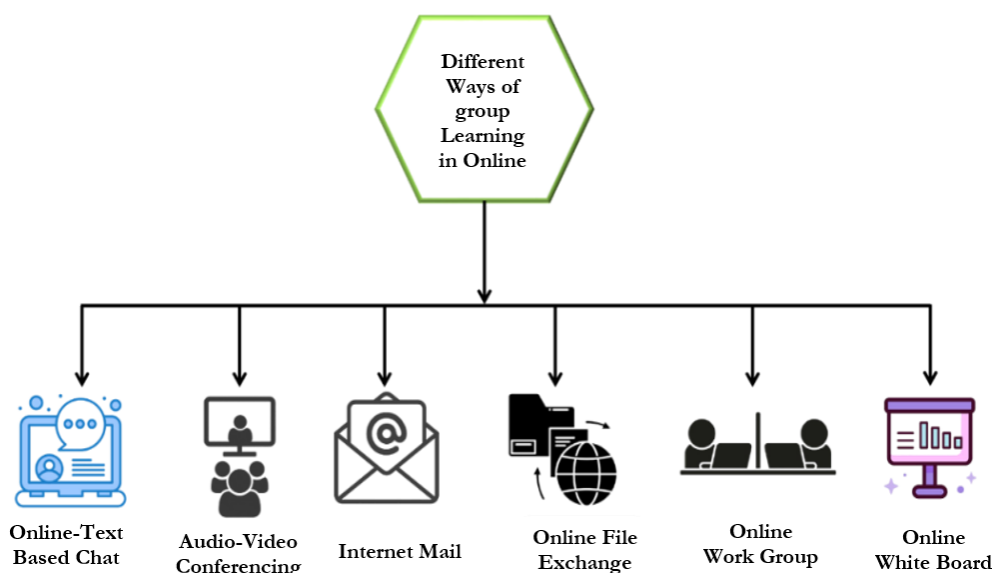 Different
Ways of
group
Learning
in Online
Online-Text
Based Chat
Audio-Video
Conferencing
Internet Mail
Online File
Exchange
Online
Work Group
Online
White Board